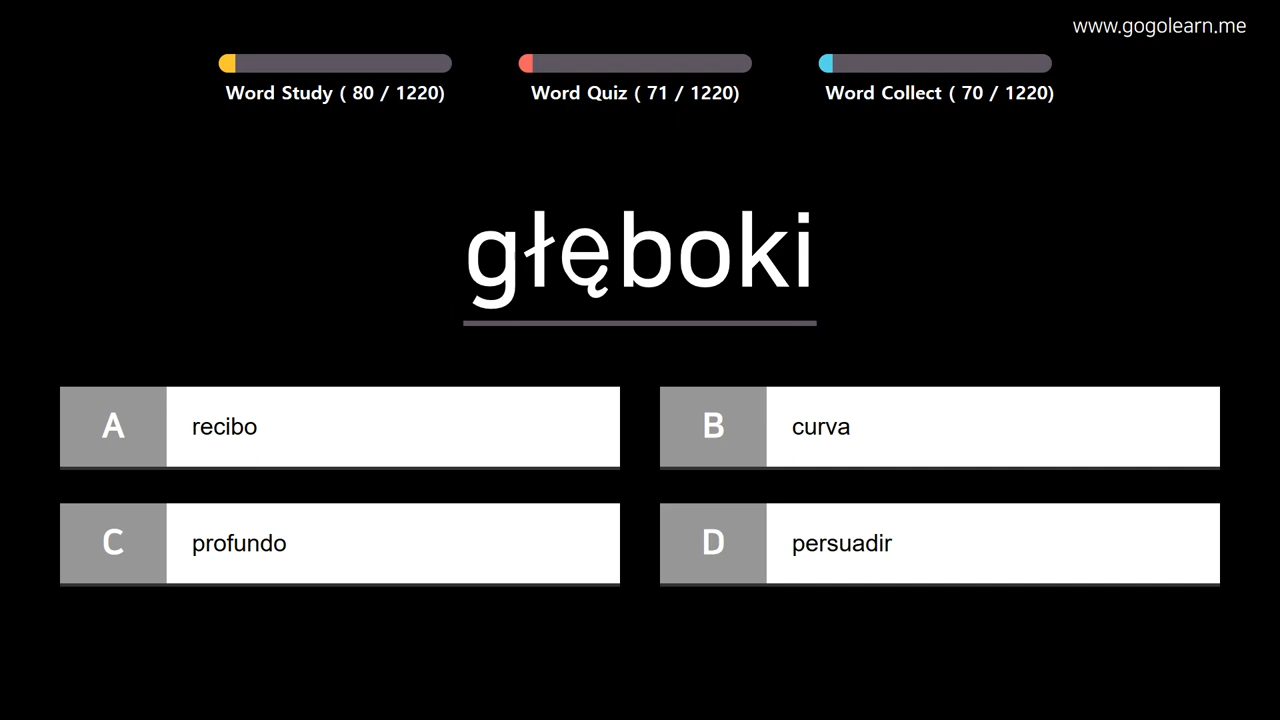 www.gogolearn.me
Word Study ( 80 / 1220)
Word Quiz ( 71 / 1220)
Word Collect ( 70 / 1220)
głęboki
A recibo
B curva
C profundo
D persuadir